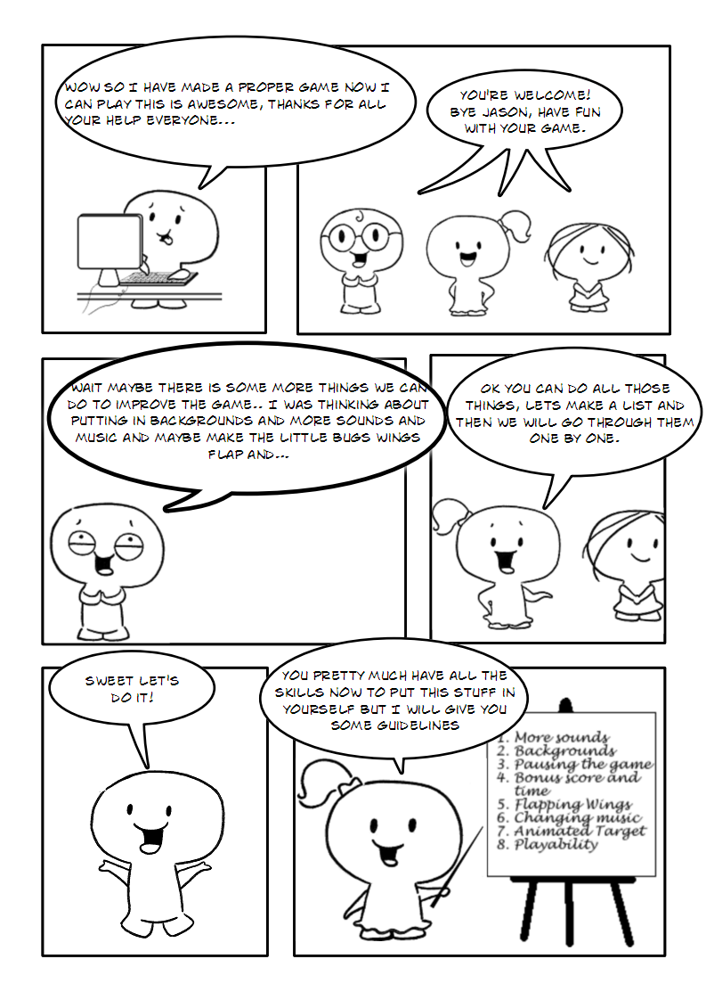 WOW SO I HAVE MADE A PROPER GAME NOW I
CAN PLAY THIS IS AWESOME, THANKS FOR ALL
YOUR HELP EVERYONE...
YOU'RE WELCOME!
BYE JASON, HAVE FUN
WITH YOUR GAME.
WAIT MAYBE THERE IS SOME MORE THINGS WE CAN
DO TO IMPROVE THE GAME.. I WAS THINKING ABOUT
PUTTING IN BACKGROUNDS AND MORE SOUNDS AND
MUSIC AND MAYBE MAKE THE LITTLE BUGS WINGS
FLAP AND...
OK YOU CAN DO ALL THOSE
THINGS, LETS MAKE A LIST AND
THEN WE WILL GO THROUGH THEM
ONE BY ONE.
SWEET LET'S
DO IT!
YOU PRETTY MUCH HAVE ALL THE
SKILLS NOW TO PUT THIS STUFF IN
YOURSELF BUT I WILL GIVE YOU
SOME GUIDELINES
1. More sounds
2. Backgrounds
3. Pausing the game
4. Bonus score and
time
5. Flapping Wings
6. Changing music
7. Animated Target
8. Playability